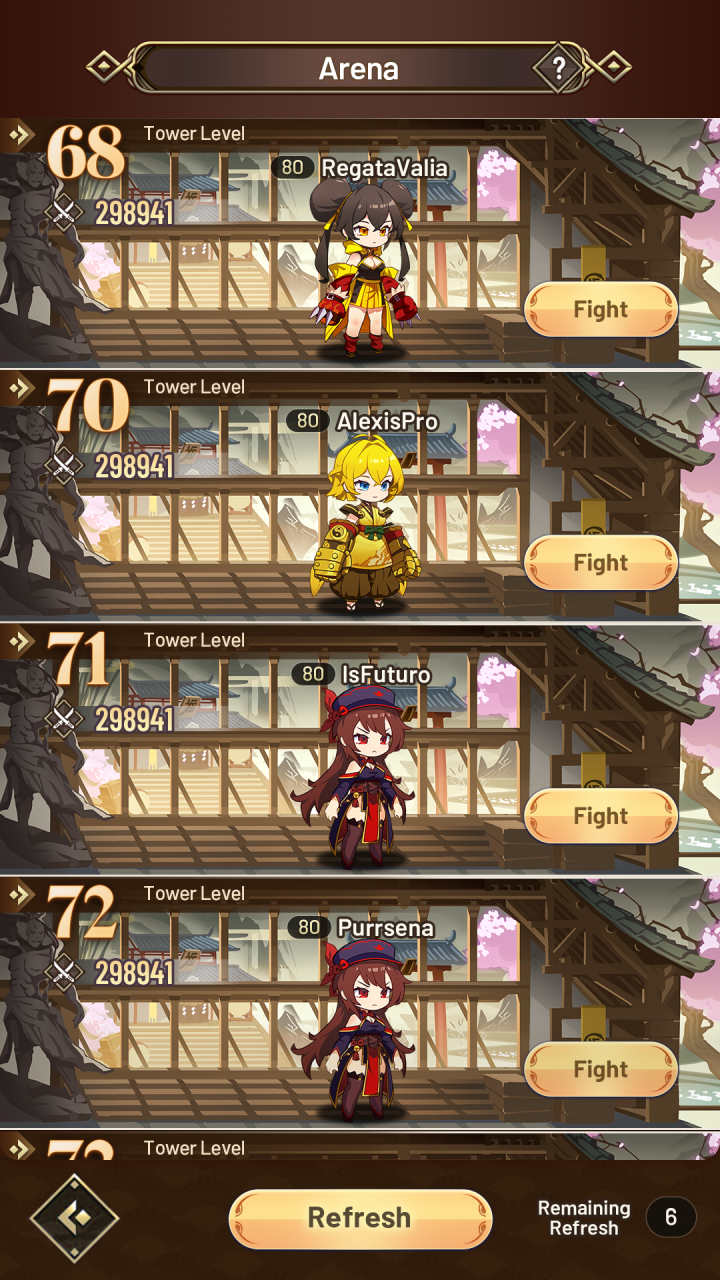 Arena
?
68
Tower Level
80 RegataValia
298941
Fight
70
Tower Level
80 AlexisPro
298941
Fight
71
Tower Level
80 IsFuturo
298941
Fight
72
Tower Level
80 Purrsena
298941
Fight
Tower Level
Refresh
Remaining
Refresh
6